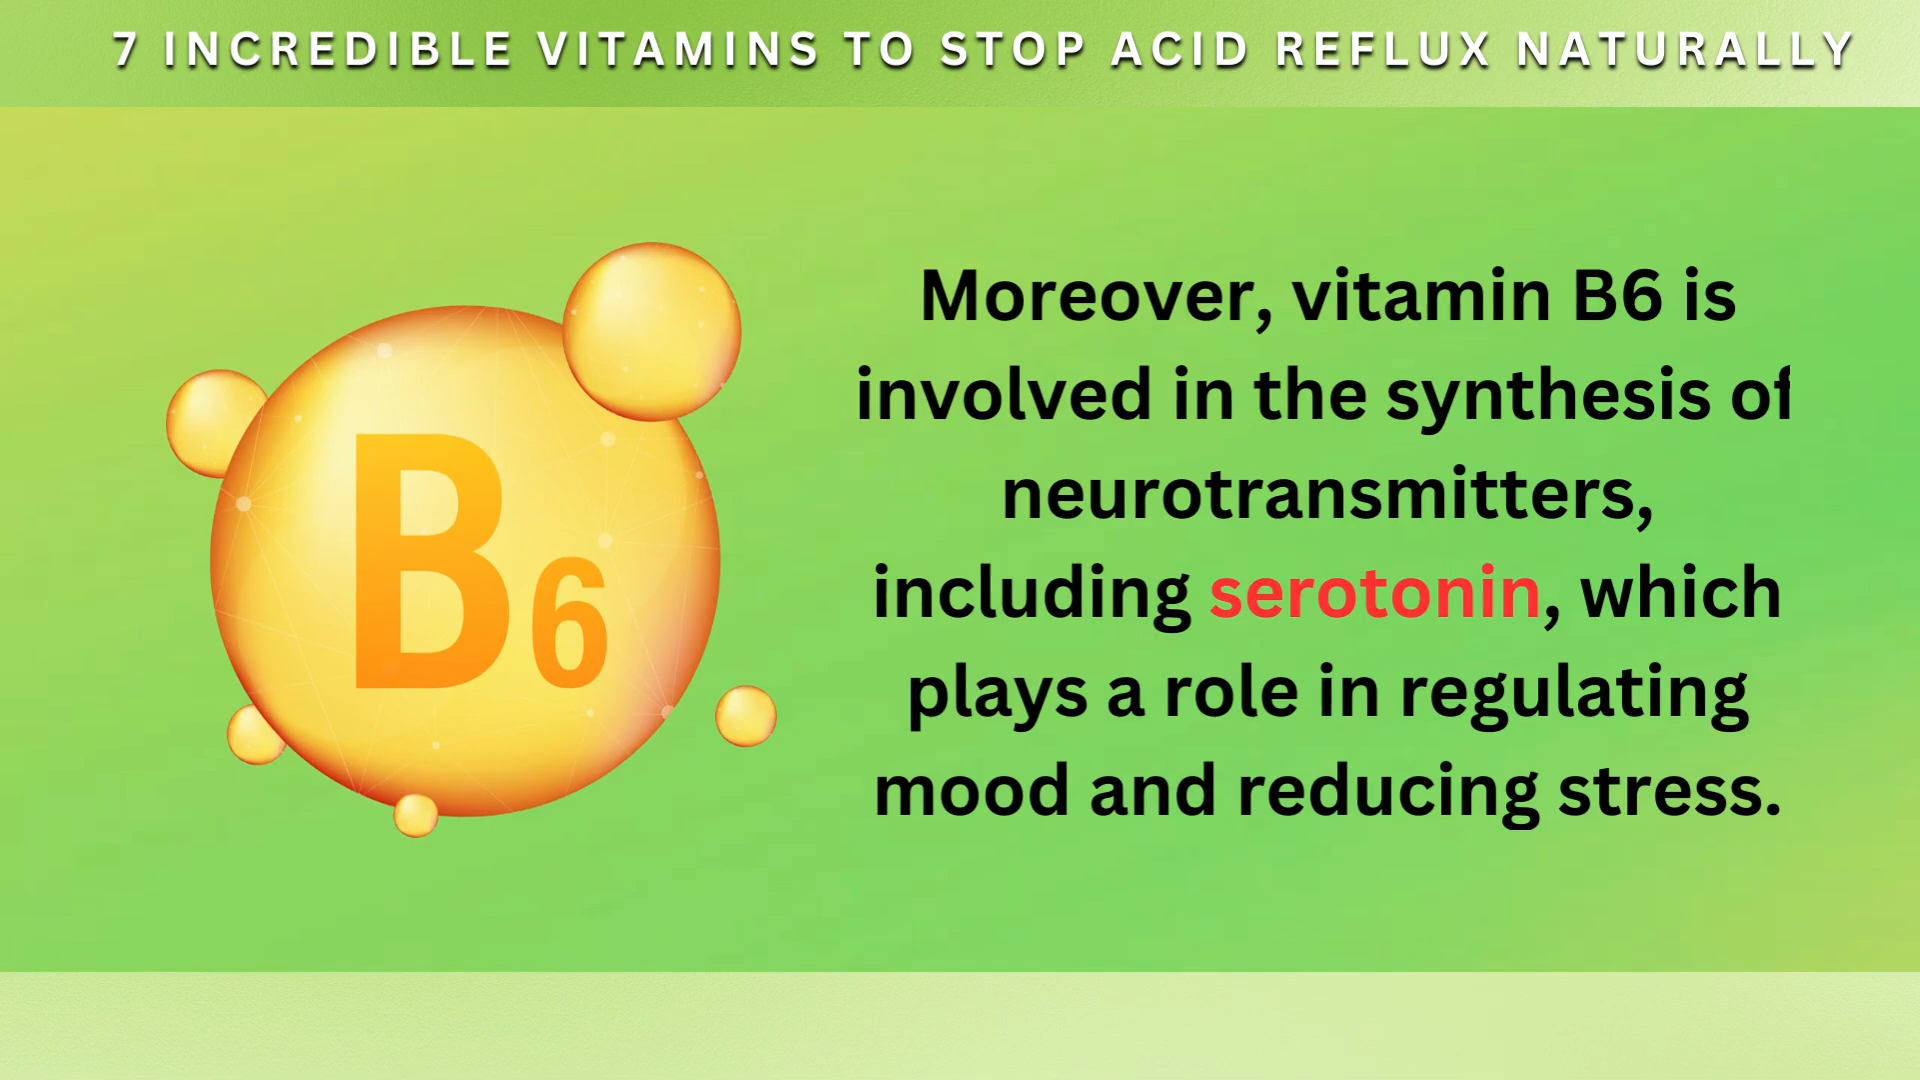 7 INCREDIBLE VITAMINS TO STOP ACID REFLUX NATURALLY
B6
Moreover, vitamin B6 is
involved in the synthesis of
neurotransmitters,
including serotonin, which
plays a role in regulating
mood and reducing stress.